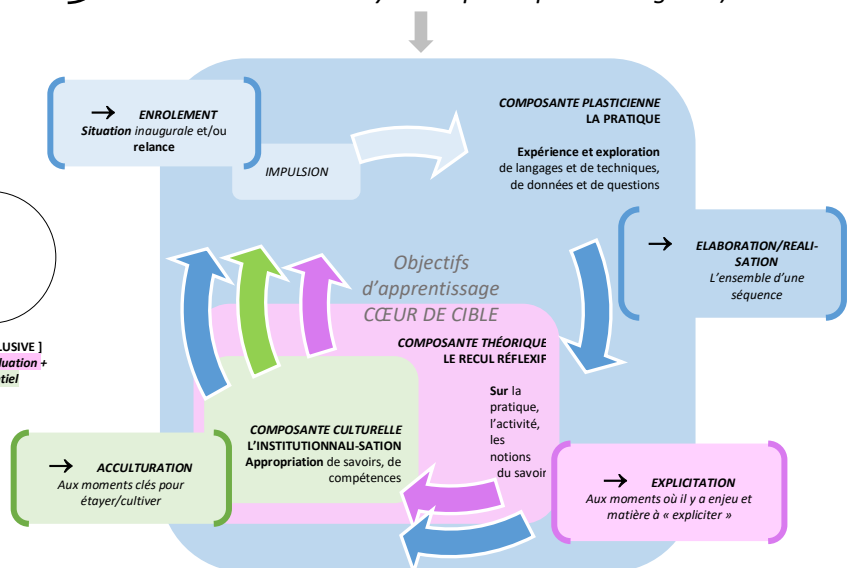 → ENROLEMENT
Situation inaugurale et/ou
relance
IMPULSION
COMPOSANTE PLASTICIENNE
LA PRATIQUE
Expérience et exploration
de langages et de techniques,
de données et de questions
→ ELABORATION/REALI-
SATION
L’ensemble d’une
séquence
Objectifs
d’apprentissage
CŒUR DE CIBLE
COMPOSANTE THÉORIQUE
LE RECUL RÉFLEXIF
Sur la
pratique,
l’activité,
les
notions
du savoir
COMPOSANTE CULTURELLE
L’INSTITUTIONNALI-SATION
Appropriation de savoirs, de
compétences
→ ACCULTURATION
Aux moments clés pour
étayer/cultiver
→ EXPLICITATION
Aux moments où il y a enjeu et
matière à « expliciter »
LUSIVE ]
luation +
tiel